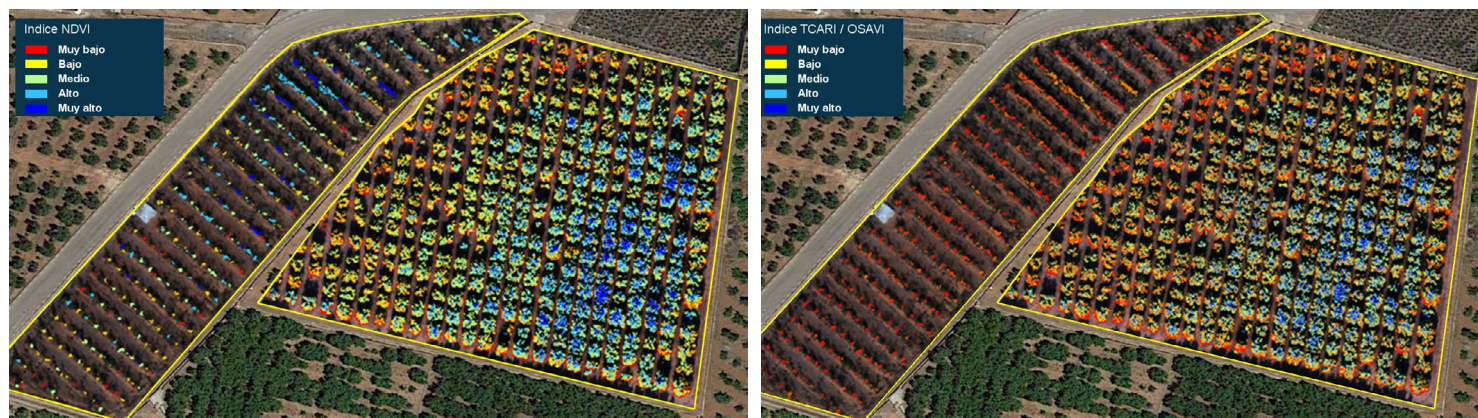 Indice NDVI
Muy bajo
Bajo
Medio
Alto
Muy alto
Indice TCARI / OSAVI
Muy bajo
Bajo
Medio
Alto
Muy alto